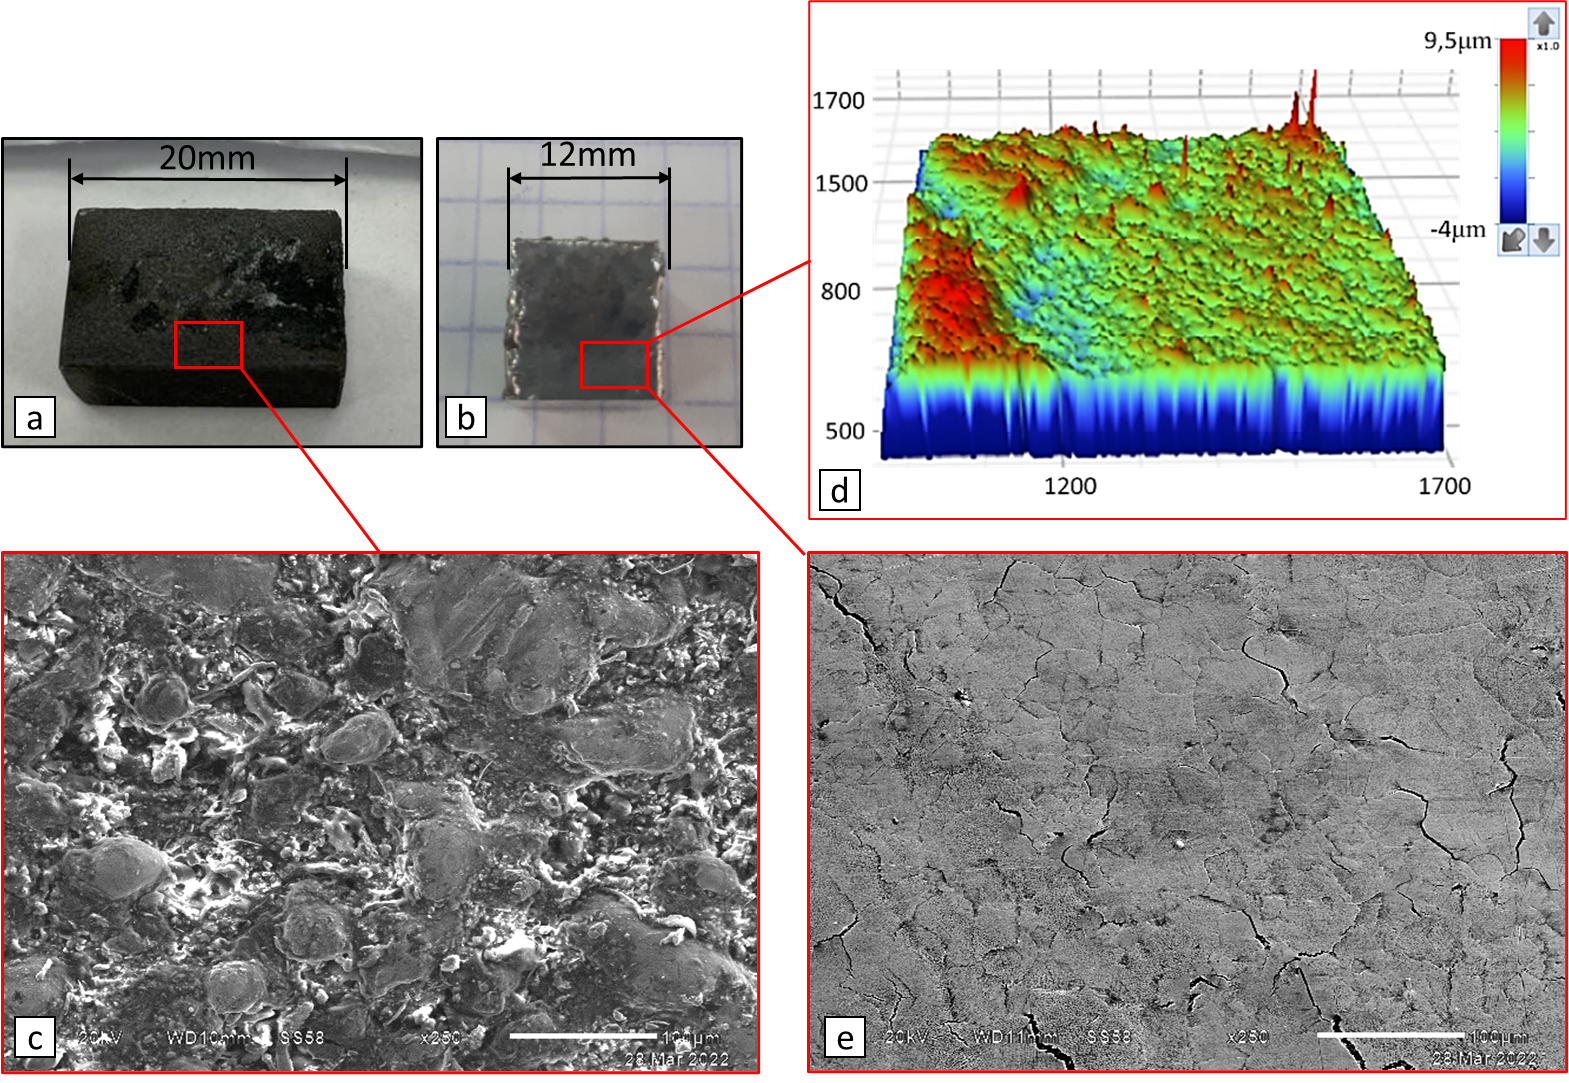 20mm
a
12mm
b
9,5μm
x1.0
-4μm
1700
1500
800
500
1200
1700
d
c
20kV WD10mm SS58 x250 100μm
28 Mar 2022
e
20kV WD11mm SS58 x250 100μm
28 Mar 2022